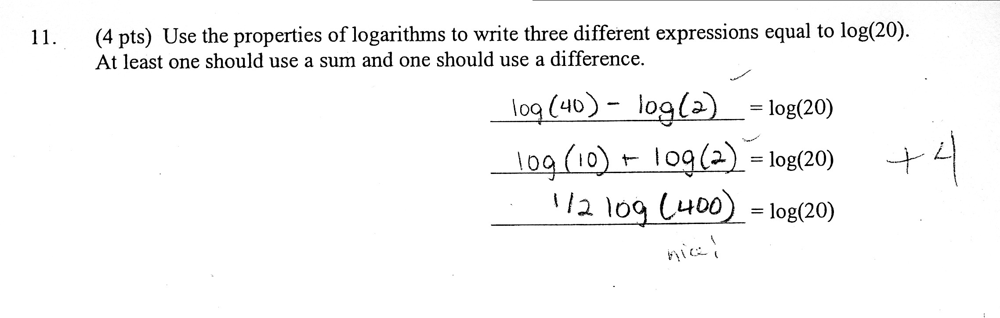 11. (4 pts) Use the properties of logarithms to write three different expressions equal to log(20).
At least one should use a sum and one should use a difference.
log(40) - log(2) = log(20)
log(10) + log(2) = log(20)
+4
1/2 log(400) = log(20)
nice!